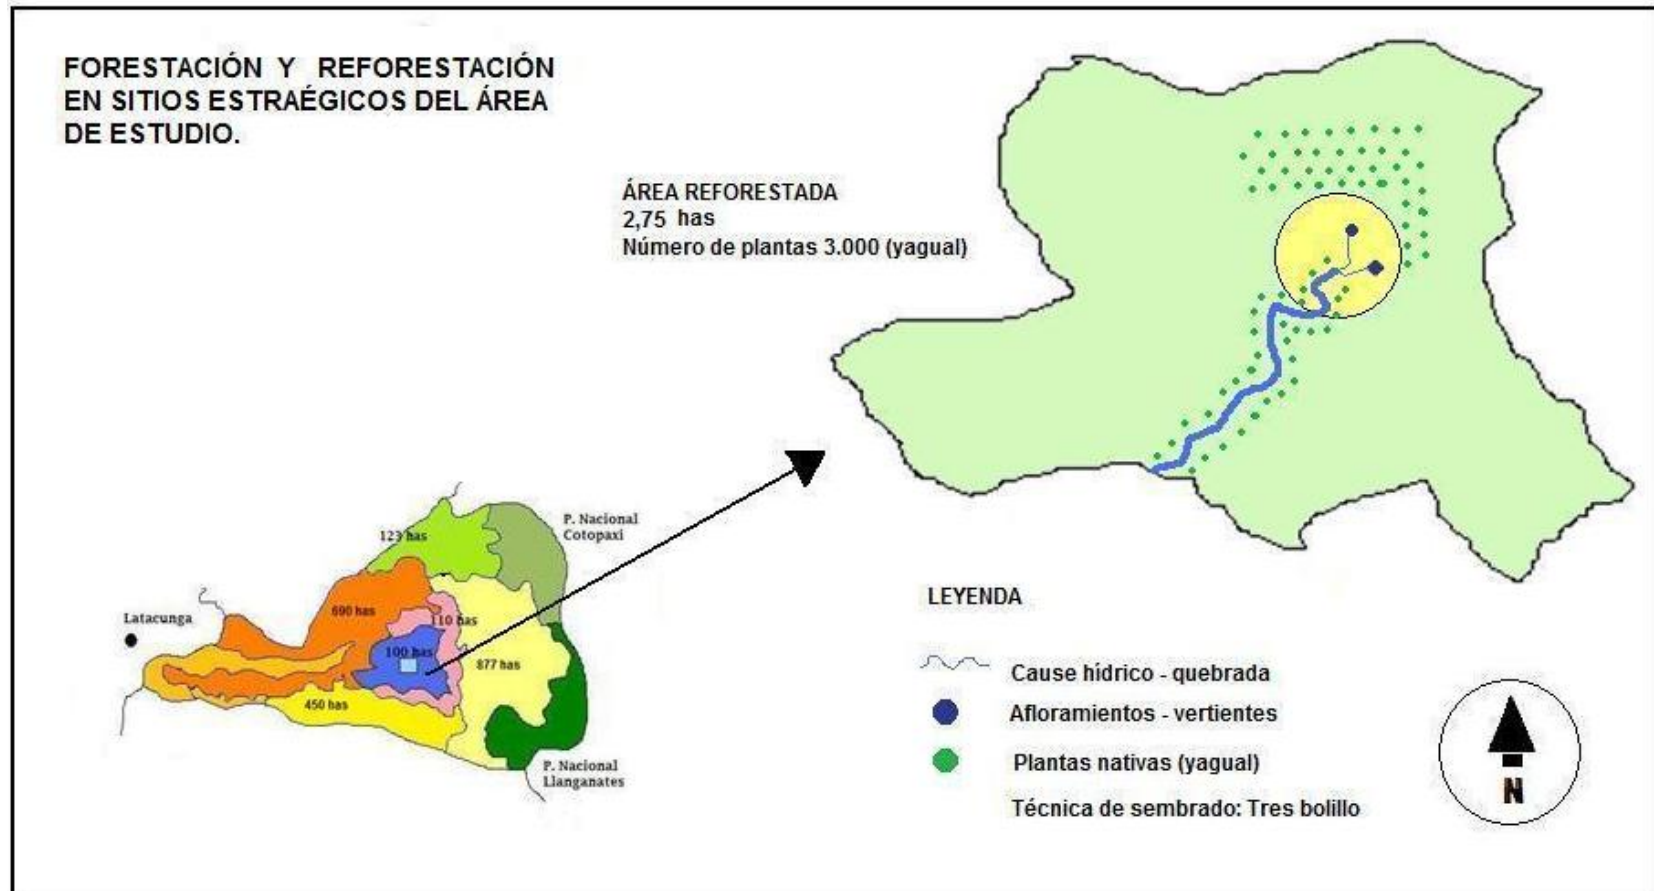 FORESTACIÓN Y REFORESTACIÓN
EN SITIOS ESTRAÉGICOS DEL ÁREA
DE ESTUDIO.
ÁREA REFORESTADA
2,75 has
Número de plantas 3.000 (yagual)
P. Nacional
Cotopaxi
123 has
690 has
110 has
Latacunga
100 has
877 has
450 has
P. Nacional
Llanganates
LEYENDA
Cause hídrico - quebrada
Afloramientos - vertientes
Plantas nativas (yagual)
Técnica de sembrado: Tres bolillo
N